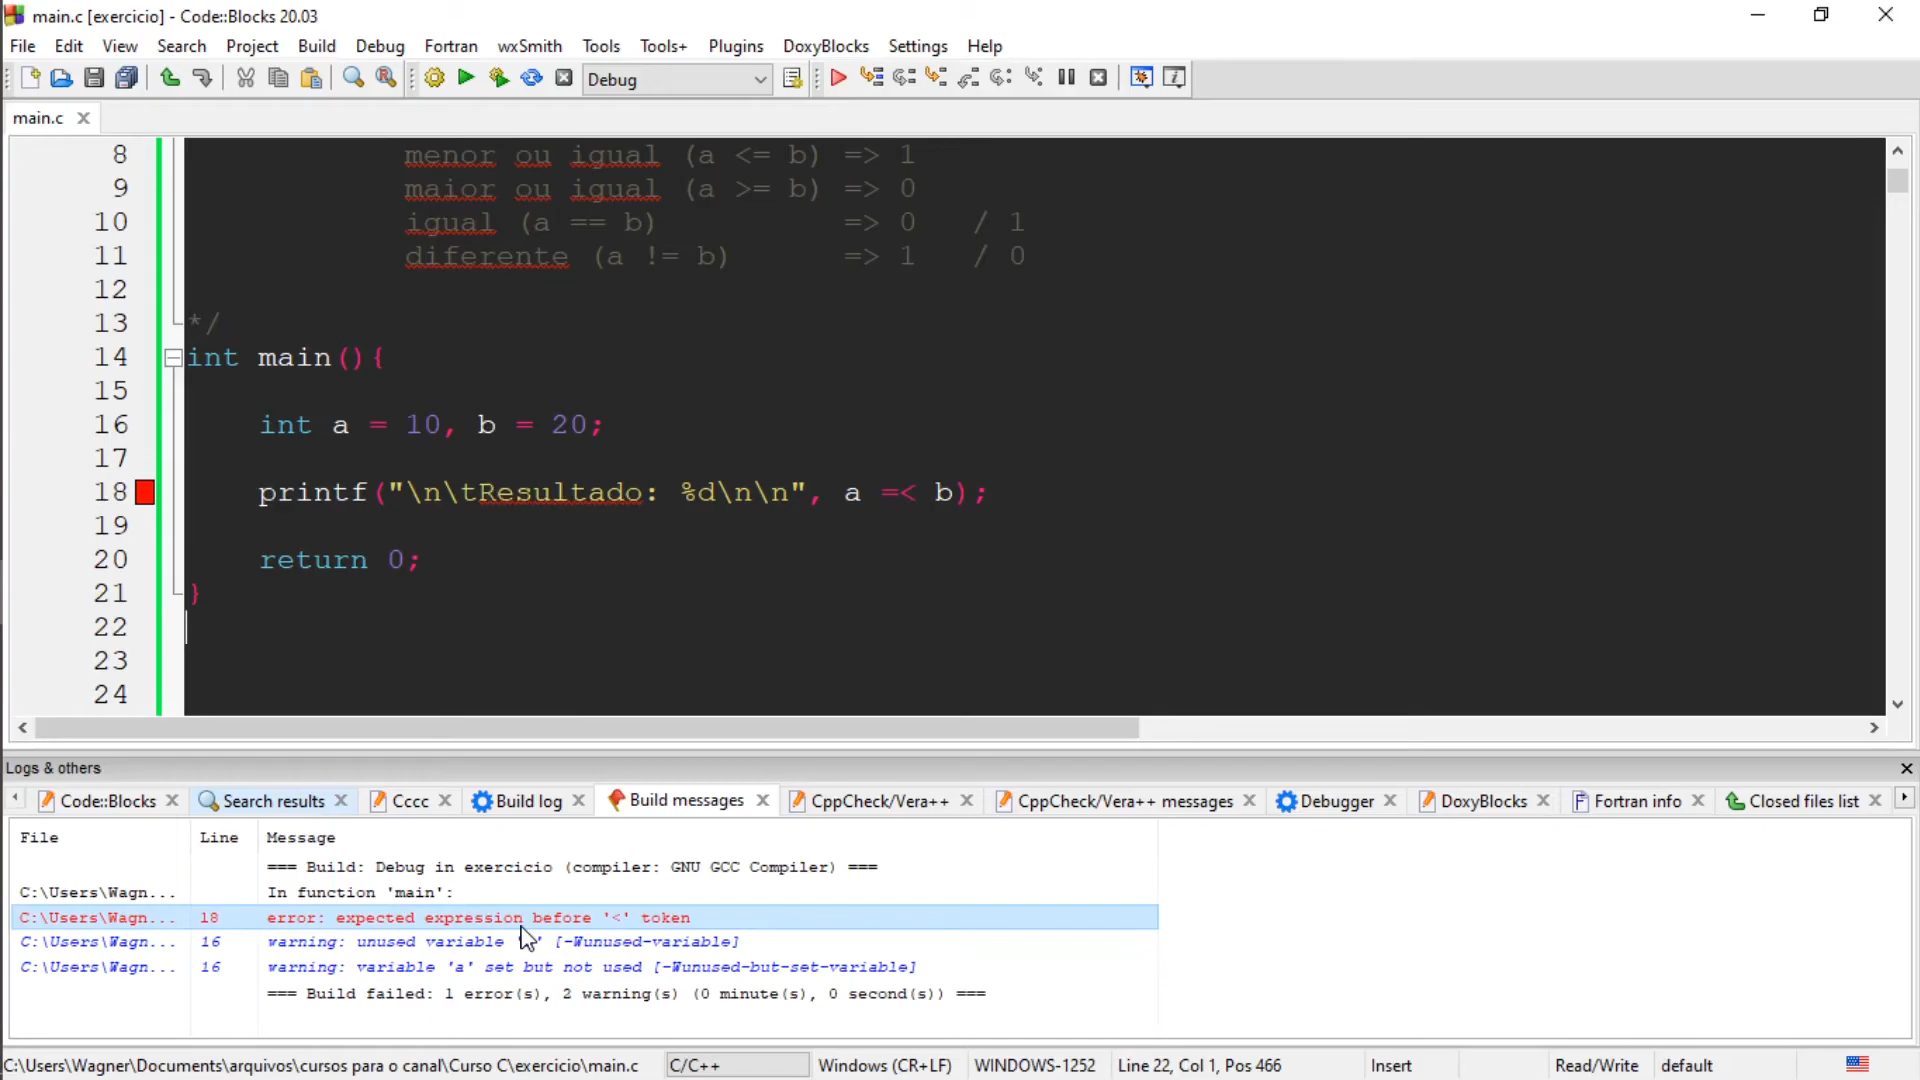 main.c [exercicio] - Code::Blocks 20.03
File Edit View Search Project Build Debug Fortran wxSmith Tools Tools+ Plugins DoxyBlocks Settings Help
Debug
main.c
8 menor ou igual (a <= b) => 1
9 maior ou igual (a >= b) => 0
10 igual (a == b) => 0 / 1
11 diferente (a != b) => 1 / 0
12
13 */
14 int main(){
15
16 int a = 10, b = 20;
17
18 printf("\n\tResultado: %d\n\n", a =< b);
19
20 return 0;
21 }
22
23
24
Logs & others
Code::Blocks Search results Cccc Build log Build messages CppCheck/Vera++ CppCheck/Vera++ messages Debugger DoxyBlocks Fortran info Closed files list
File Line Message
=== Build: Debug in exercicio (compiler: GNU GCC Compiler) ===
C:\Users\Wagn... In function 'main':
C:\Users\Wagn... 18 error: expected expression before '<' token
C:\Users\Wagn... 16 warning: unused variable ' ' [-Wunused-variable]
C:\Users\Wagn... 16 warning: variable 'a' set but not used [-Wunused-but-set-variable]
=== Build failed: 1 error(s), 2 warning(s) (0 minute(s), 0 second(s)) ===
C:\Users\Wagner\Documents\arquivos\cursos para o canal\Curso C\exercicio\main.c C/C++ Windows (CR+LF) WINDOWS-1252 Line 22, Col 1, Pos 466 Insert Read/Write default